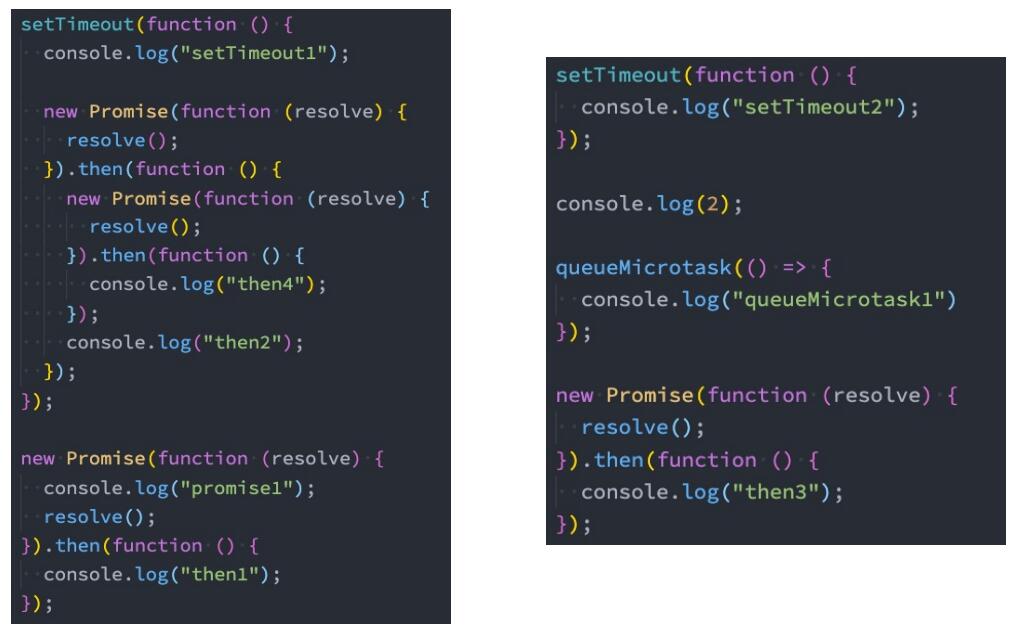 setTimeout(function () {
  console.log("setTimeout1");

  new Promise(function (resolve) {
    resolve();
  }).then(function () {
    new Promise(function (resolve) {
      resolve();
    }).then(function () {
      console.log("then4");
    });
    console.log("then2");
  });
});

new Promise(function (resolve) {
  console.log("promise1");
  resolve();
}).then(function () {
  console.log("then1");
});

setTimeout(function () {
  console.log("setTimeout2");
});

console.log(2);

queueMicrotask(() => {
  console.log("queueMicrotask1")
});

new Promise(function (resolve) {
  resolve();
}).then(function () {
  console.log("then3");
});